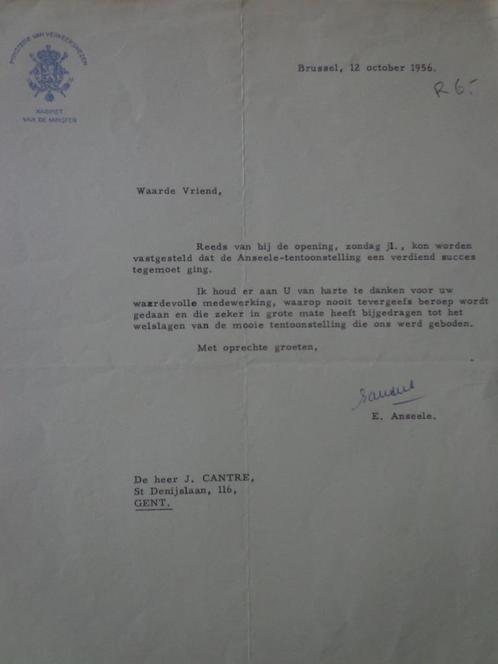 MINISTERIE VAN VERKEERSWEZEN
KABINET
VAN DE MINISTER
Brussel, 12 october 1956.
R 6.-
Waarde Vriend,
Reeds van bij de opening, zondag jl., kon worden
vastgesteld dat de Anseele-tentoonstelling een verdiend succes
tegemoet ging.
Ik houd er aan U van harte te danken voor uw
waardevolle medewerking, waarop nooit tevergeefs beroep wordt
gedaan en die zeker in grote mate heeft bijgedragen tot het
welslagen van de mooie tentoonstelling die ons werd geboden.
Met oprechte groeten,
E. Anseele.
De heer J. CANTRE,
St Denijslaan, 116,
GENT.